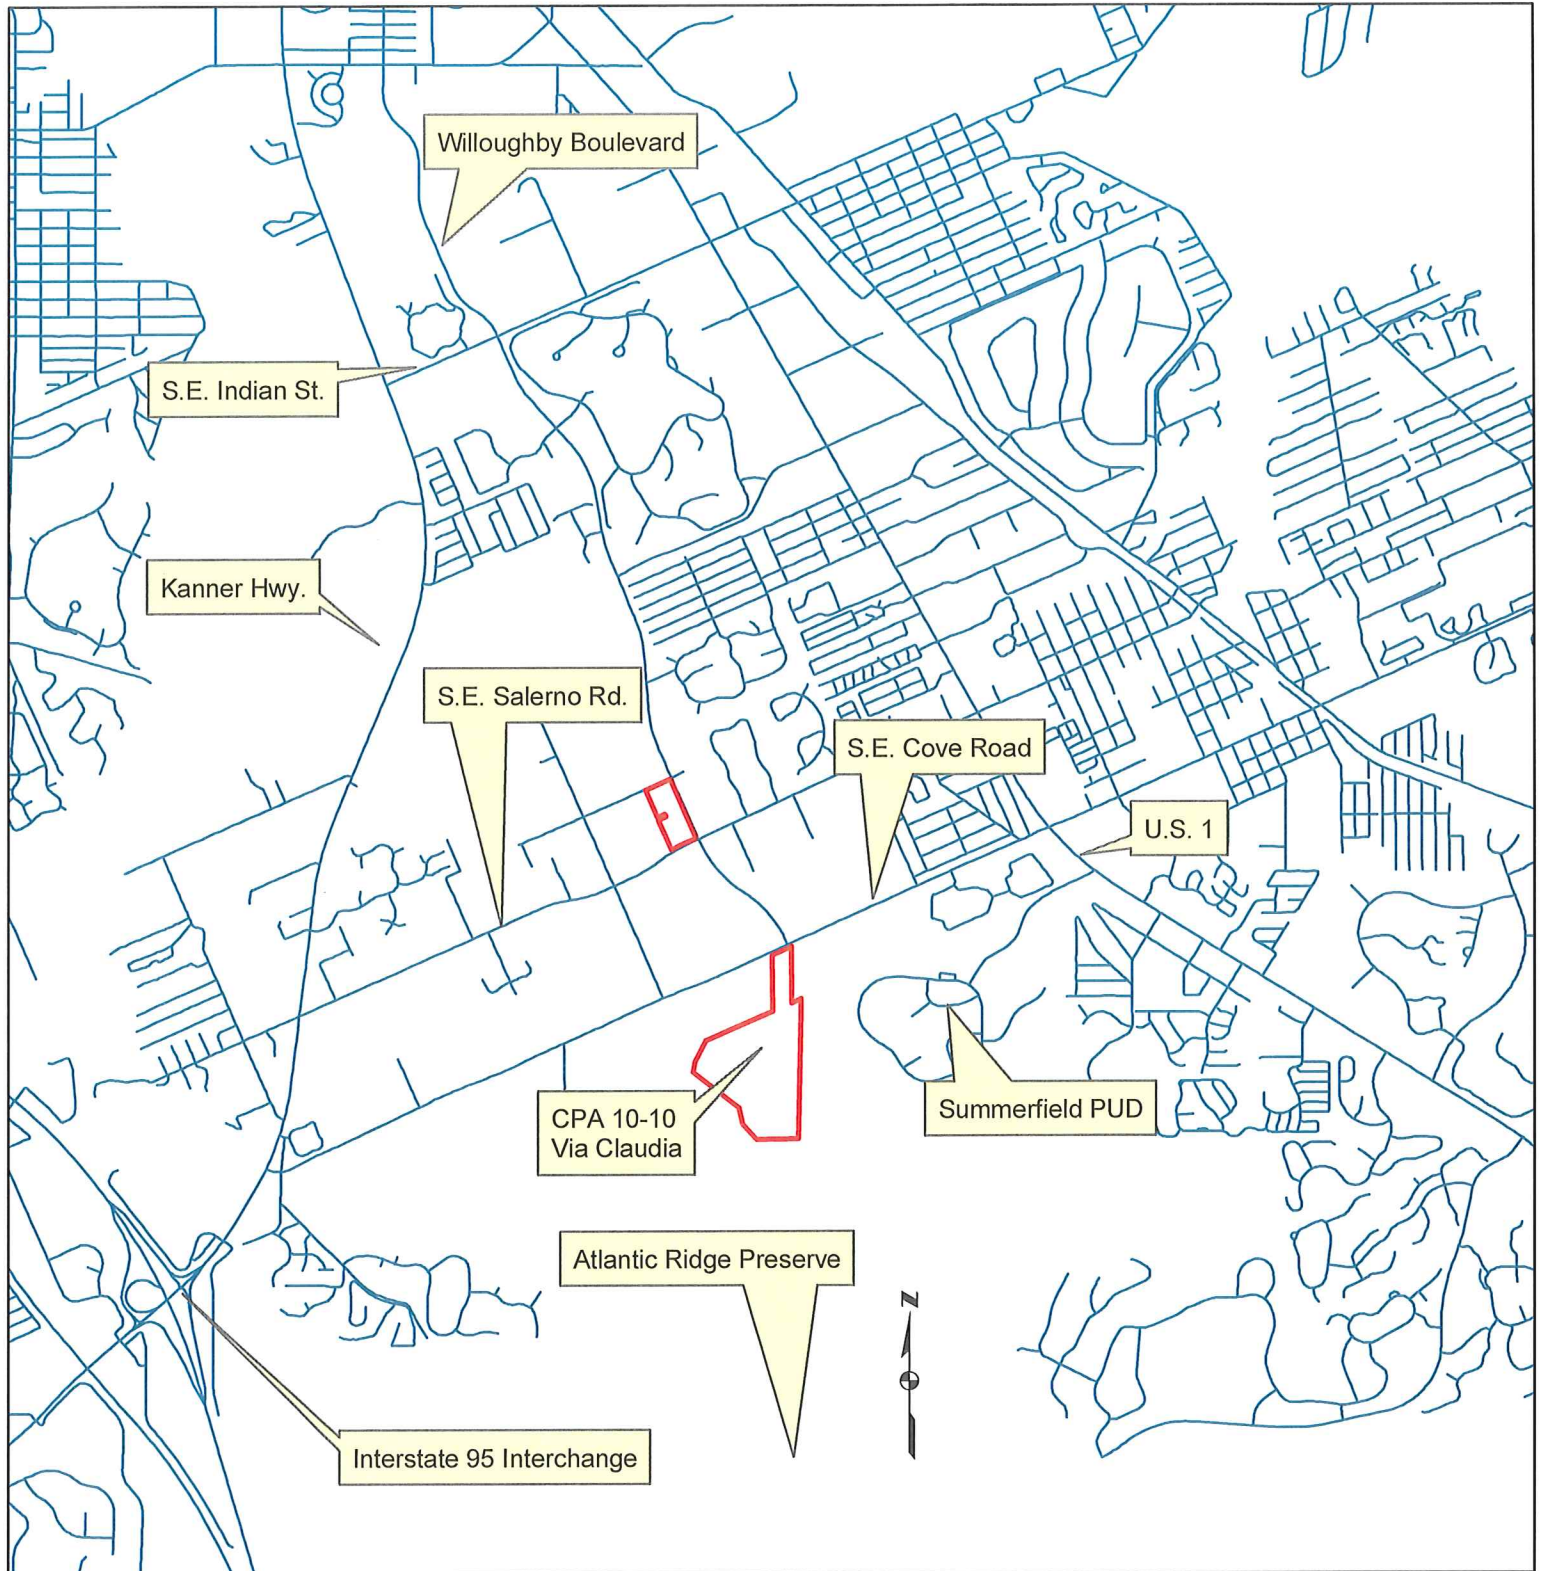 Willoughby Boulevard
S.E. Indian St.
Kanner Hwy.
S.E. Salerno Rd.
S.E. Cove Road
U.S. 1
CPA 10-10
Via Claudia
Summerfield PUD
Atlantic Ridge Preserve
N
Interstate 95 Interchange